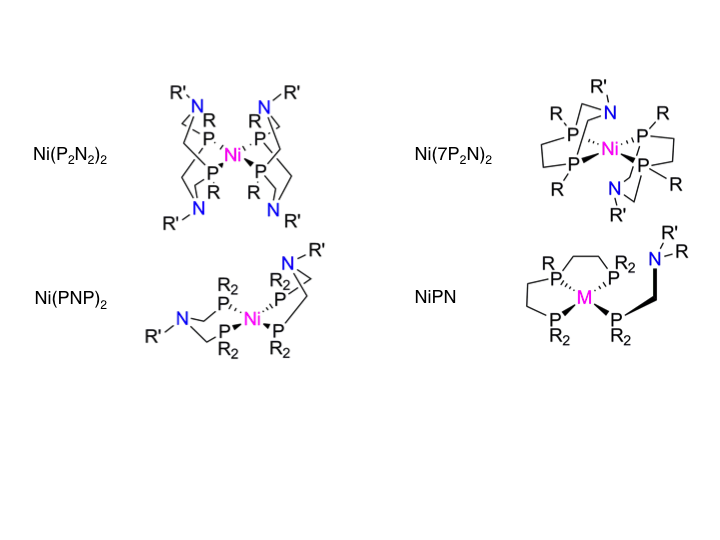 Ni(P₂N₂)₂
R' N N R'
R R
P P
Ni
P P
R R
R' N N R'
Ni(7P₂N)₂
R'
R N R
P P
Ni
P P
R N R
R'
Ni(PNP)₂
N R'
R₂ R₂
P P
N Ni
R' P P
R₂ R₂
NiPN
R'
R R₂ N R
P P
M
P P
R₂ R₂